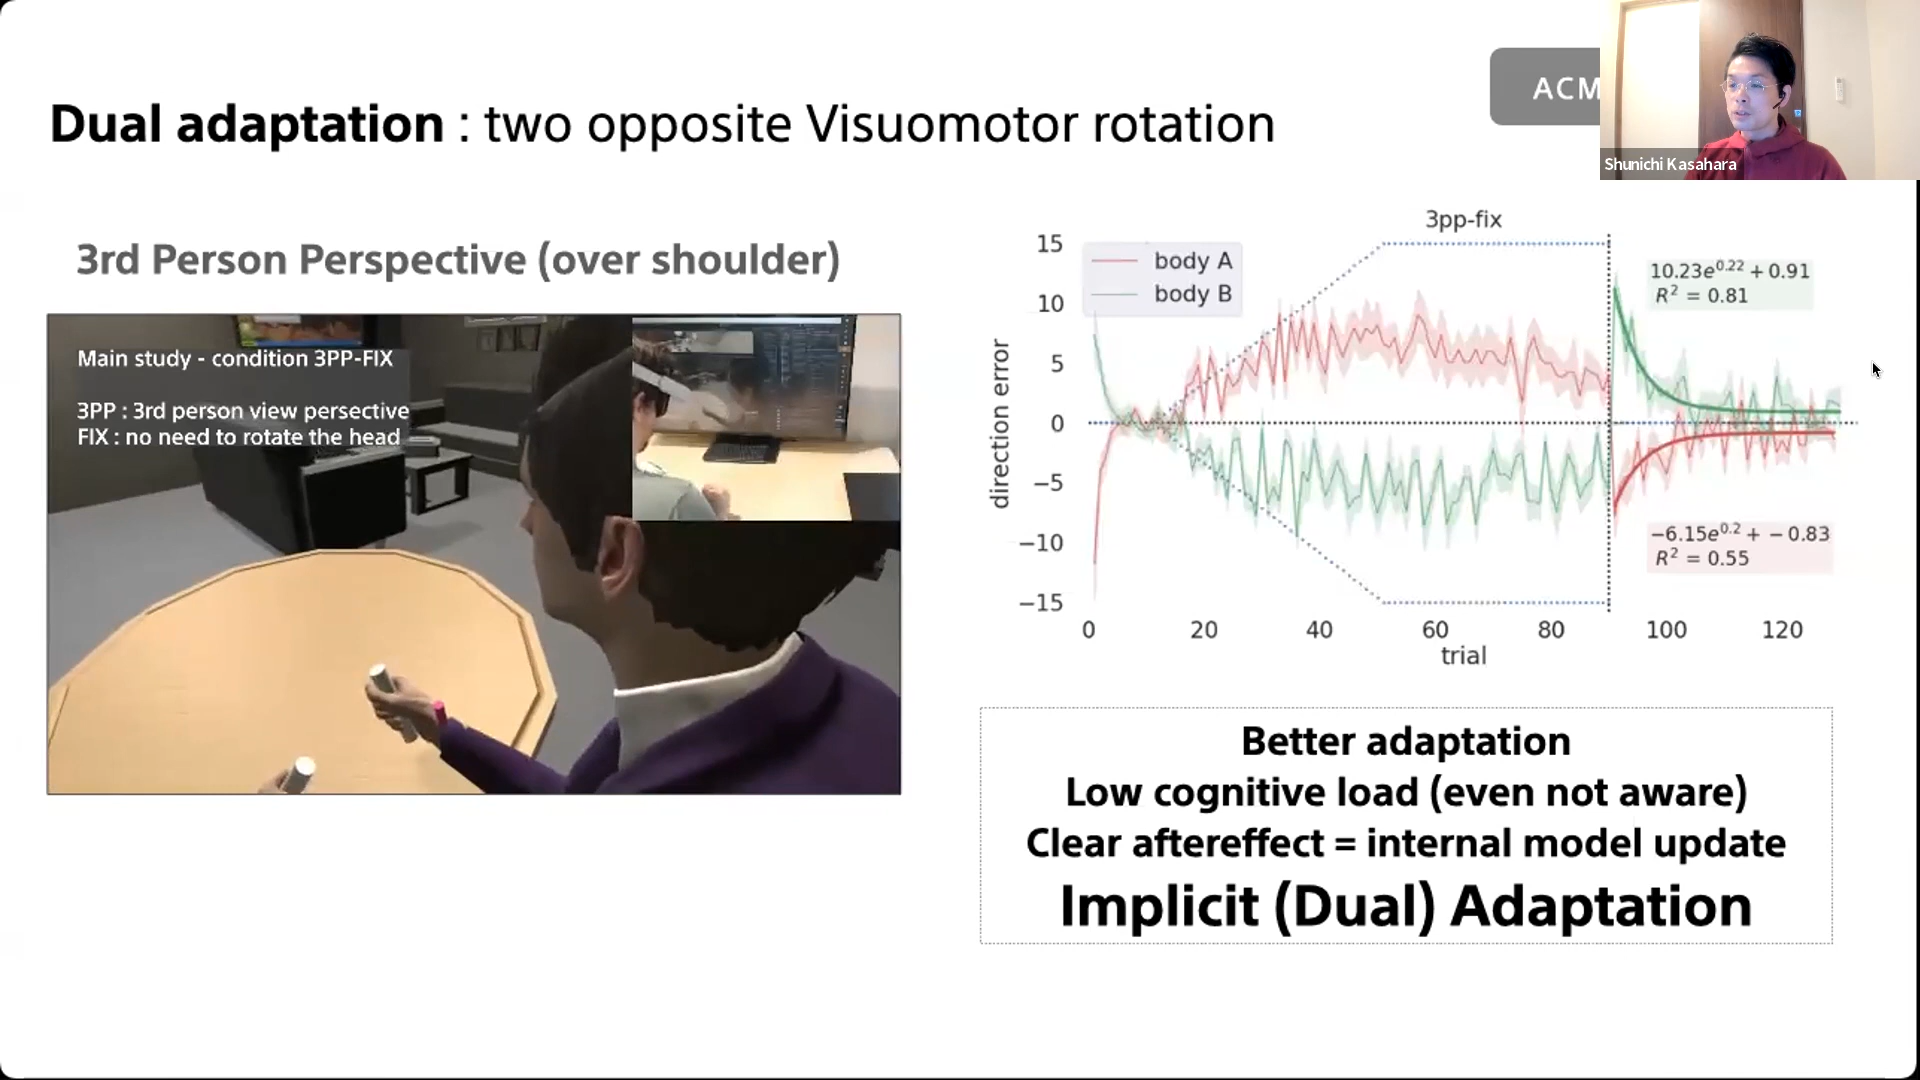 ACM
Shunichi Kasahara
Dual adaptation : two opposite Visuomotor rotation
3rd Person Perspective (over shoulder)
Main study - condition 3PP-FIX
3PP : 3rd person view persective
FIX : no need to rotate the head
3pp-fix
body A
body B
direction error
15
10
5
0
−5
−10
−15
0 20 40 60 80 100 120
trial
10.23e^0.22 + 0.91
R² = 0.81
−6.15e^0.2 + − 0.83
R² = 0.55
Better adaptation
Low cognitive load (even not aware)
Clear aftereffect = internal model update
Implicit (Dual) Adaptation